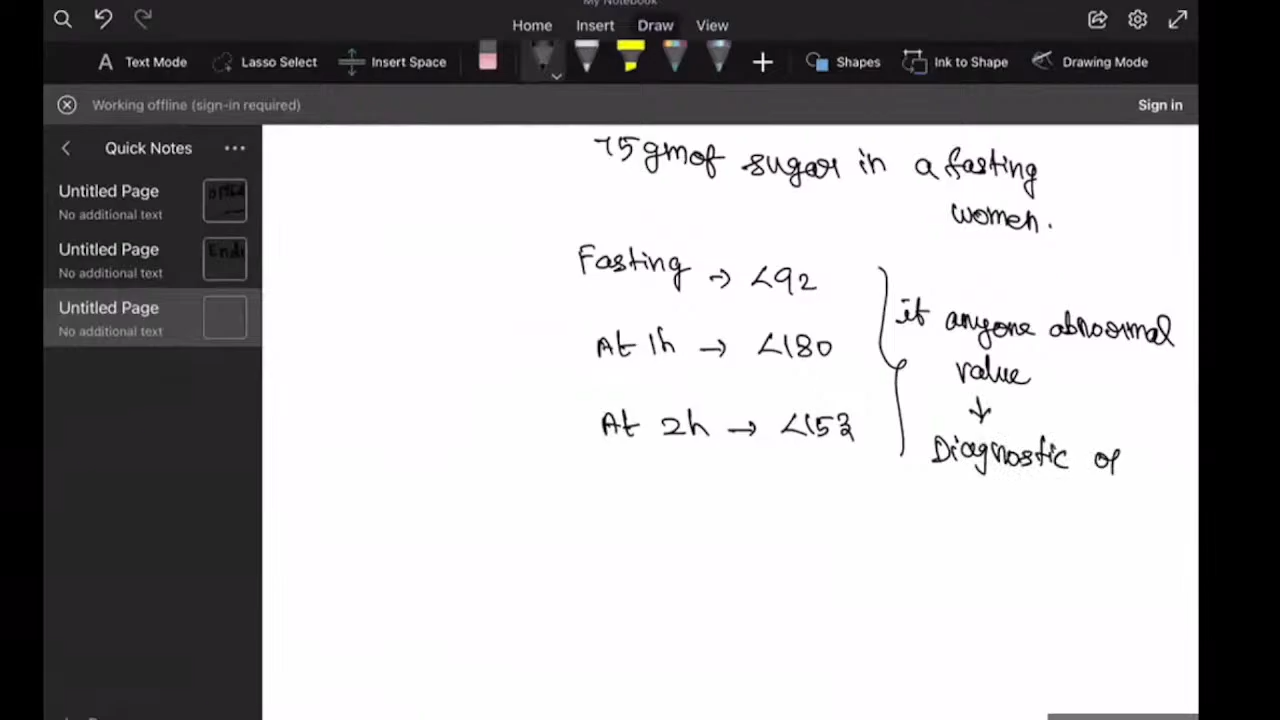 My Notebook
Home Insert Draw View
Text Mode Lasso Select Insert Space Shapes Ink to Shape Drawing Mode
Working offline (sign-in required) Sign in
Quick Notes
Untitled Page
No additional text
Untitled Page
No additional text
Untitled Page
No additional text
75 gm of sugar in a fasting
women.
Fasting → <92
At 1h → <180
At 2h → <153
if anyone abnormal
value
↓
Diagnostic of